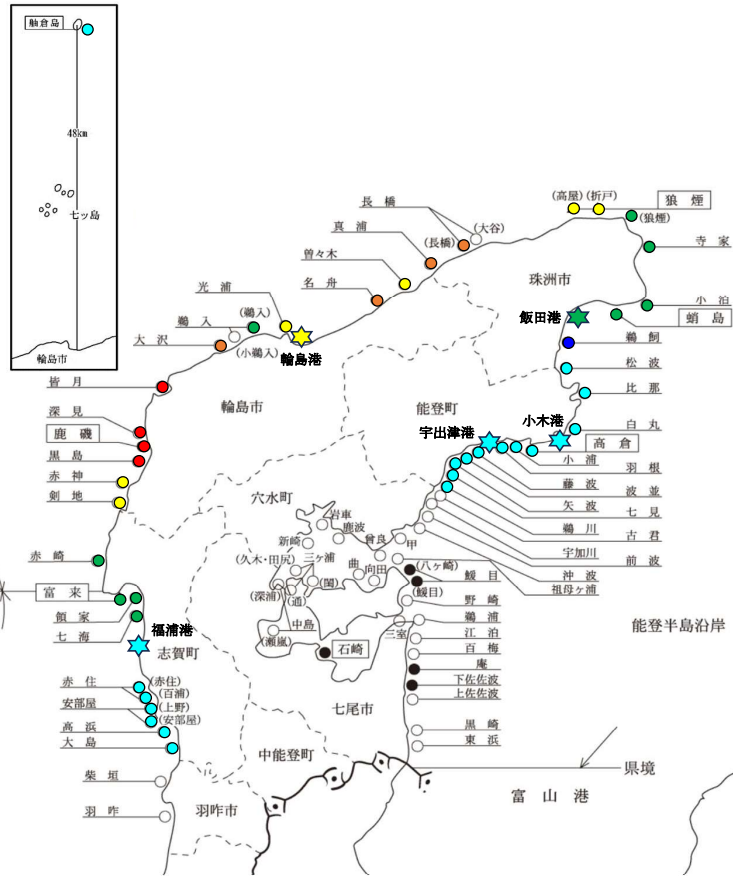 舳倉島
48km
七ッ島
輪島市
長橋
(大谷)
真浦
(長橋)
曽々木
名舟
光浦
(鵜入)
鵜入
大沢
(小鵜入)
輪島港
(高屋)
(折戸)
狼煙
(狼煙)
寺家
珠洲市
小泊
飯田港
蛸島
鵜飼
松波
比那
白丸
小木港
高倉
能登町
宇出津港
小浦
羽根
藤波
波並
矢波
七見
鵜川
古君
宇加川
前波
沖波
祖母ヶ浦
皆月
深見
鹿磯
黒島
赤神
剣地
輪島市
赤崎
富来
領家
七海
福浦港
志賀町
赤住
(赤住)
(百浦)
安部屋
(上野)
(安部屋)
高浜
大島
柴垣
羽咋
羽咋市
中能登町
穴水町
岩車
鹿波
新崎
曾良
甲
(久木・田尻)
三ヶ浦
曲
向田
(八ヶ崎)
鰀目
(鰀目)
(深浦)
(通)
(閨)
野崎
鵜浦
中島
三室
(瀬嵐)
石崎
江泊
百梅
庵
下佐佐波
上佐佐波
七尾市
黒崎
東浜
能登半島沿岸
県境
富山港